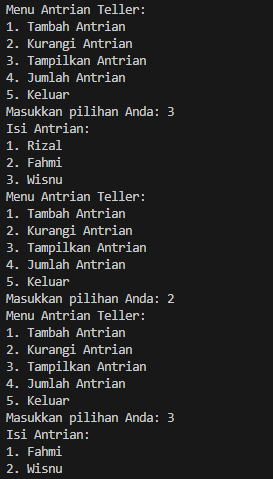 Menu Antrian Teller:
1. Tambah Antrian
2. Kurangi Antrian
3. Tampilkan Antrian
4. Jumlah Antrian
5. Keluar
Masukkan pilihan Anda: 3
Isi Antrian:
1. Rizal
2. Fahmi
3. Wisnu
Menu Antrian Teller:
1. Tambah Antrian
2. Kurangi Antrian
3. Tampilkan Antrian
4. Jumlah Antrian
5. Keluar
Masukkan pilihan Anda: 2
Menu Antrian Teller:
1. Tambah Antrian
2. Kurangi Antrian
3. Tampilkan Antrian
4. Jumlah Antrian
5. Keluar
Masukkan pilihan Anda: 3
Isi Antrian:
1. Fahmi
2. Wisnu